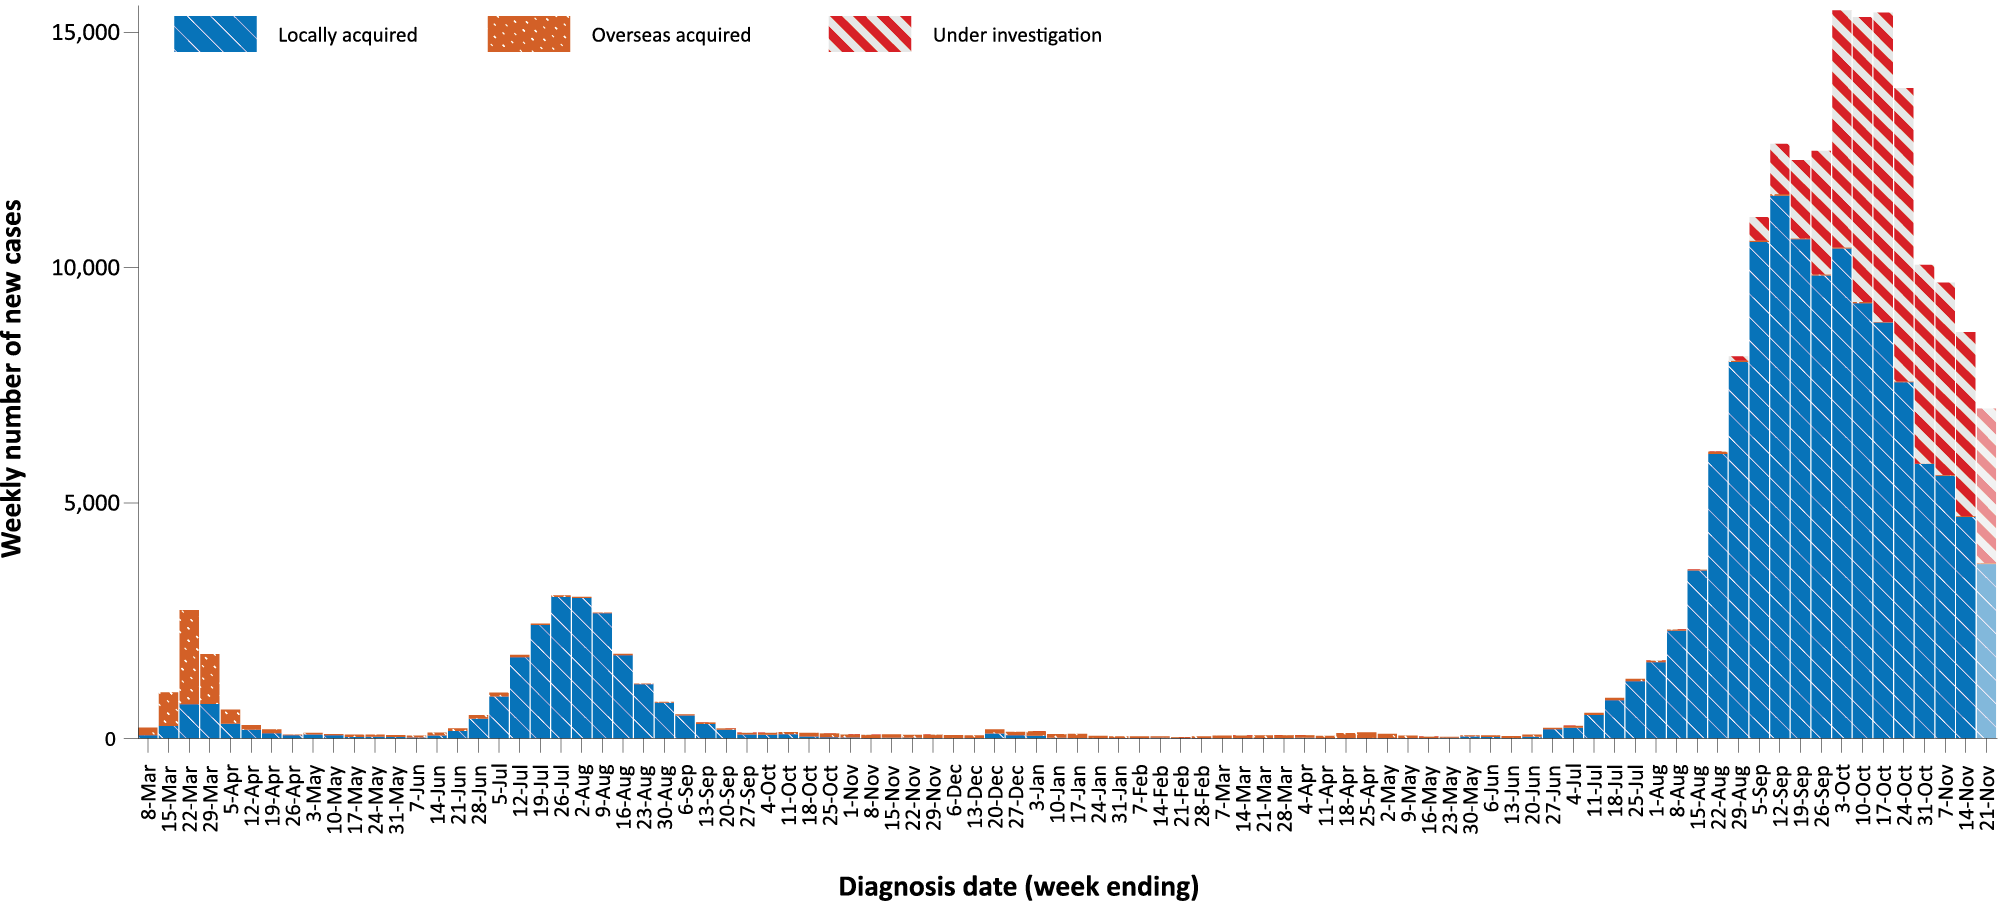 15,000
10,000
5,000
0
Weekly number of new cases
Locally acquired
Overseas acquired
Under investigation
8-Mar
15-Mar
22-Mar
29-Mar
5-Apr
12-Apr
19-Apr
26-Apr
3-May
10-May
17-May
24-May
31-May
7-Jun
14-Jun
21-Jun
28-Jun
5-Jul
12-Jul
19-Jul
26-Jul
2-Aug
9-Aug
16-Aug
23-Aug
30-Aug
6-Sep
13-Sep
20-Sep
27-Sep
4-Oct
11-Oct
18-Oct
25-Oct
1-Nov
8-Nov
15-Nov
22-Nov
29-Nov
6-Dec
13-Dec
20-Dec
27-Dec
3-Jan
10-Jan
17-Jan
24-Jan
31-Jan
7-Feb
14-Feb
21-Feb
28-Feb
7-Mar
14-Mar
21-Mar
28-Mar
4-Apr
11-Apr
18-Apr
25-Apr
2-May
9-May
16-May
23-May
30-May
6-Jun
13-Jun
20-Jun
27-Jun
4-Jul
11-Jul
18-Jul
25-Jul
1-Aug
8-Aug
15-Aug
22-Aug
29-Aug
5-Sep
12-Sep
19-Sep
26-Sep
3-Oct
10-Oct
17-Oct
24-Oct
31-Oct
7-Nov
14-Nov
21-Nov
Diagnosis date (week ending)